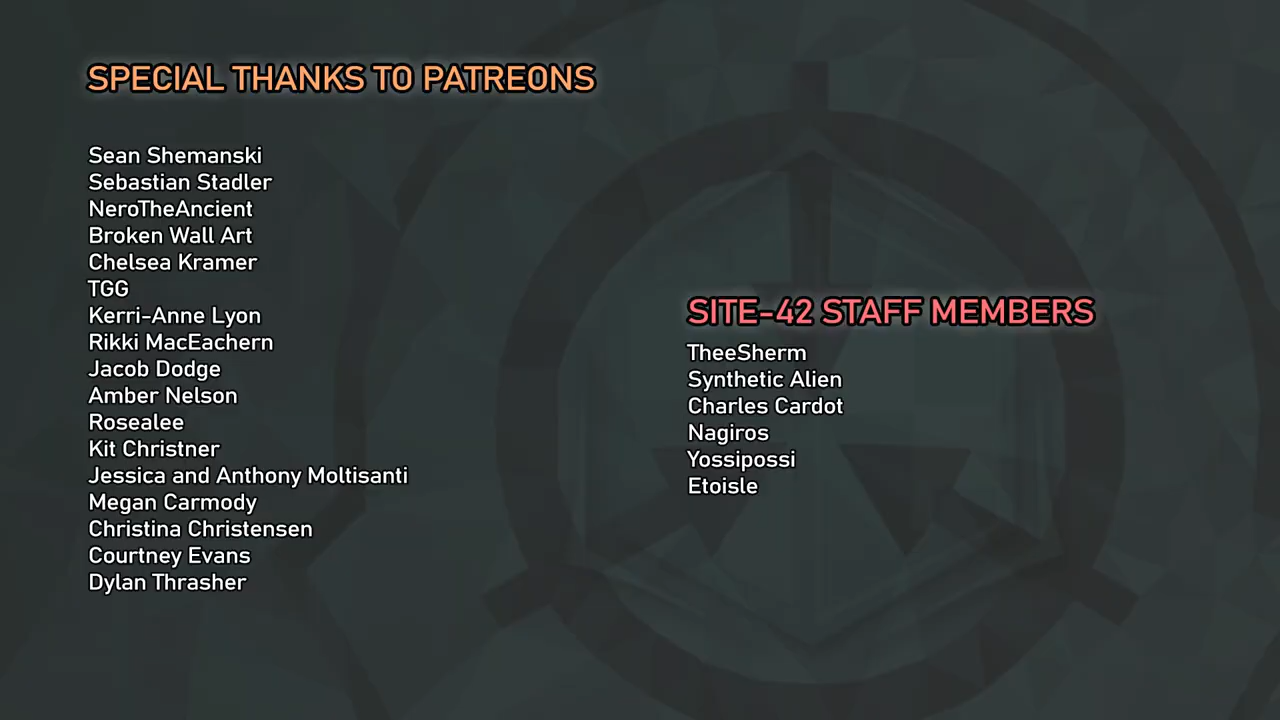 SPECIAL THANKS TO PATREONS
Sean Shemanski
Sebastian Stadler
NeroTheAncient
Broken Wall Art
Chelsea Kramer
TGG
Kerri-Anne Lyon
Rikki MacEachern
Jacob Dodge
Amber Nelson
Rosealee
Kit Christner
Jessica and Anthony Moltisanti
Megan Carmody
Christina Christensen
Courtney Evans
Dylan Thrasher
SITE-42 STAFF MEMBERS
TheeSherm
Synthetic Alien
Charles Cardot
Nagiros
Yossipossi
Etoisle